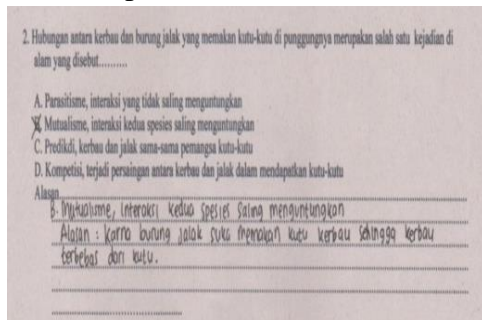 2. Hubungan antara kerbau dan burung jalak yang memakan kutu-kutu di punggungnya merupakan salah satu kejadian di
alam yang disebut..........
A. Parasitisme, interaksi yang tidak saling menguntungkan
B. Mutualisme, interaksi kedua spesies saling menguntungkan
C. Predikdi, kerbau dan jalak sama-sama pemangsa kutu-kutu
D. Kompetisi, terjadi persaingan antara kerbau dan jalak dalam mendapatkan kutu-kutu
Alasan
B. Mutualisme, interaksi kedua spesies saling menguntungkan
Alasan : karna burung jalak suka memakan kutu kerbau sehingga kerbau
terbebas dari kutu.